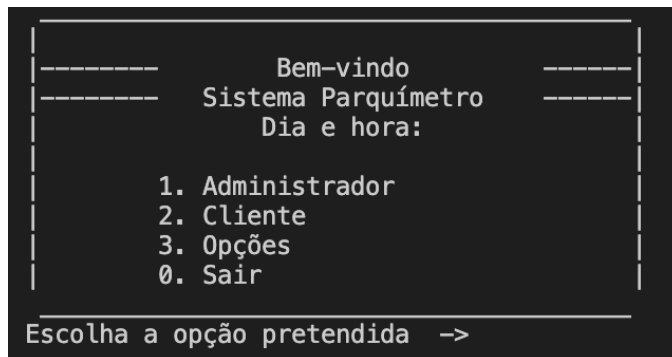 Bem-vindo
Sistema Parquímetro
Dia e hora:
1. Administrador
2. Cliente
3. Opções
0. Sair
Escolha a opção pretendida ->